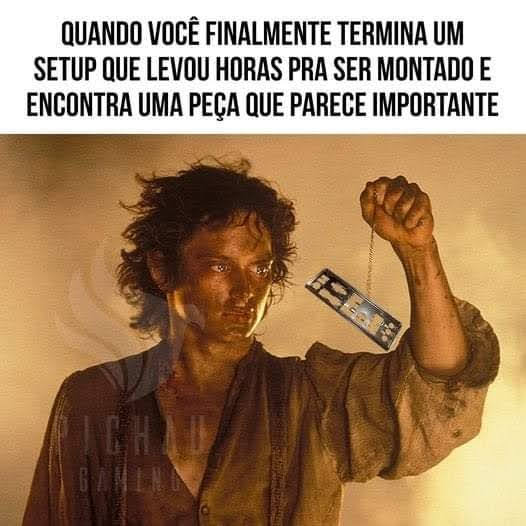 QUANDO VOCÊ FINALMENTE TERMINA UM
SETUP QUE LEVOU HORAS PRA SER MONTADO E
ENCONTRA UMA PEÇA QUE PARECE IMPORTANTE
PICHAU
GAMING